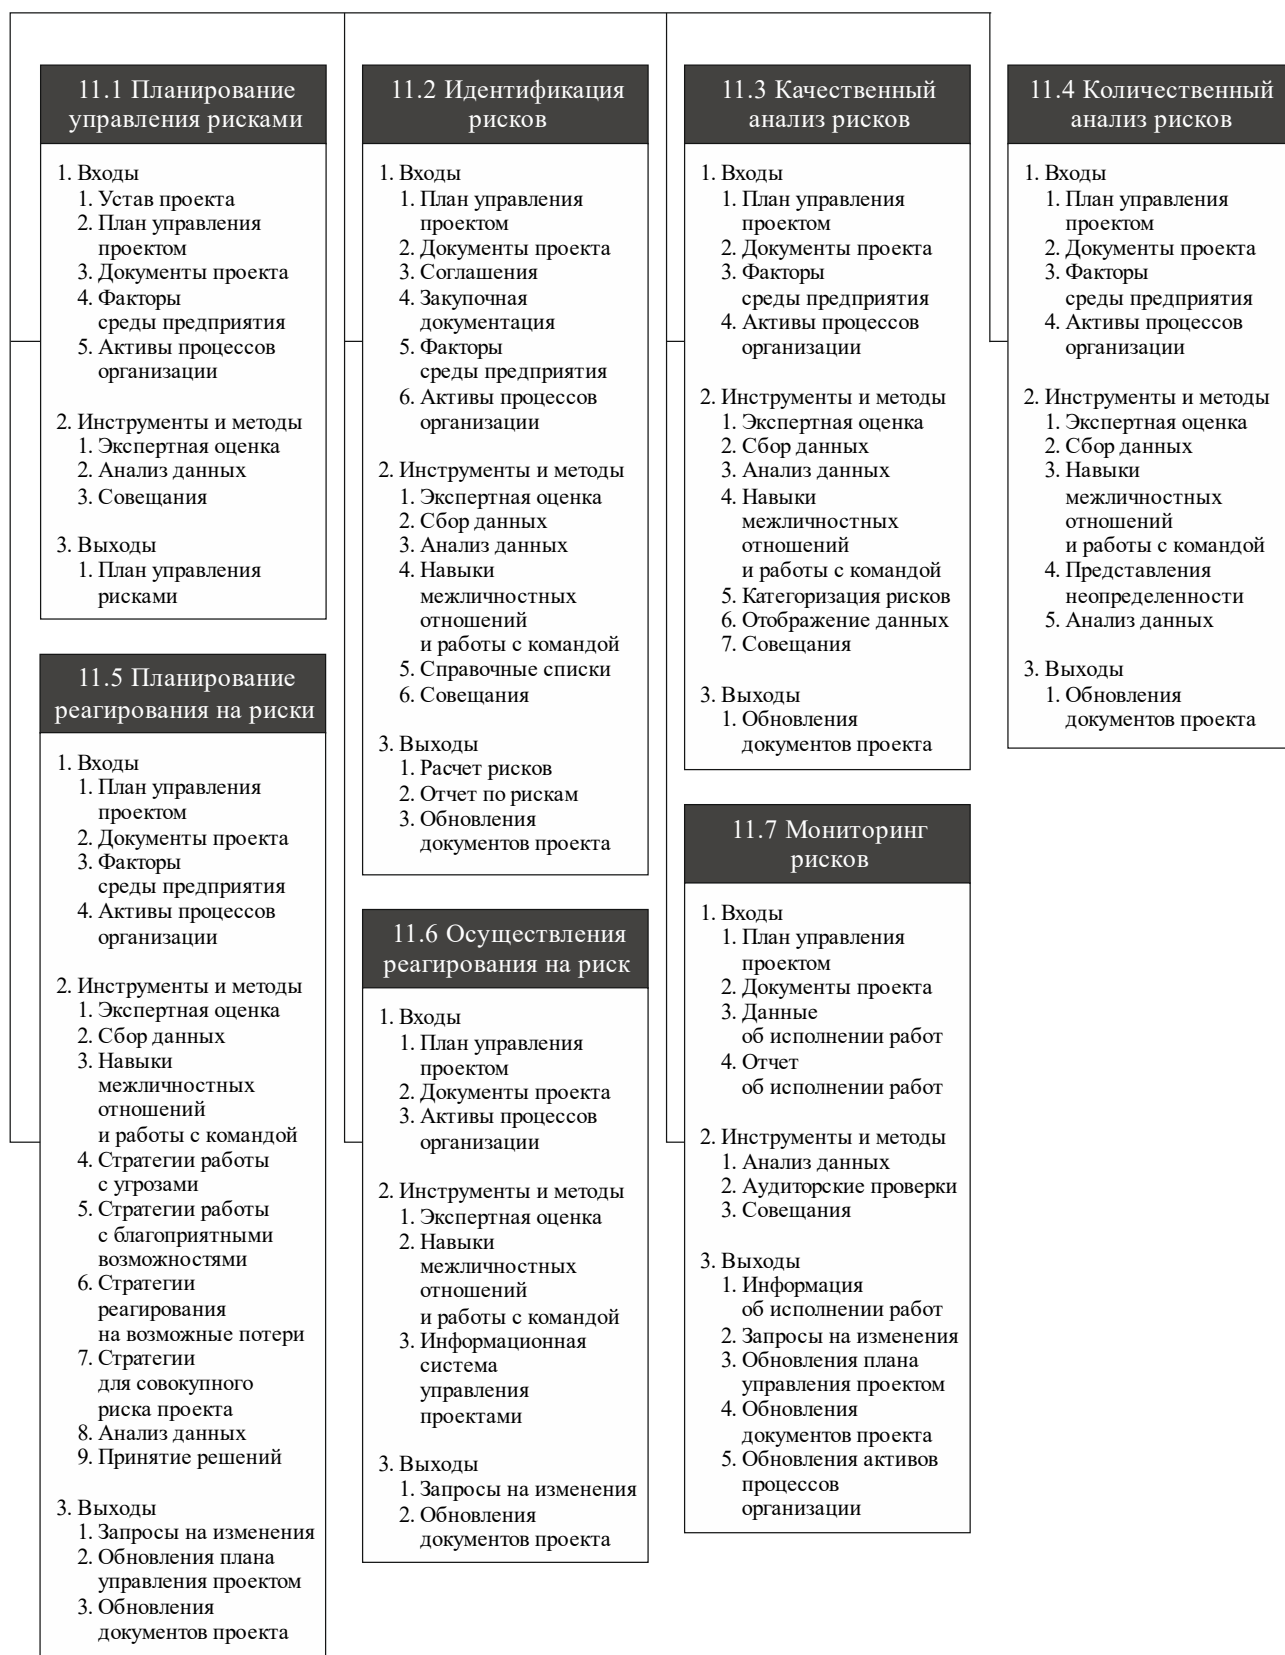 11.1 Планирование
управления рисками
1. Входы
1. Устав проекта
2. План управления
проектом
3. Документы проекта
4. Факторы
среды предприятия
5. Активы процессов
организации
2. Инструменты и методы
1. Экспертная оценка
2. Анализ данных
3. Совещания
3. Выходы
1. План управления
рисками
11.2 Идентификация
рисков
1. Входы
1. План управления
проектом
2. Документы проекта
3. Соглашения
4. Закупочная
документация
5. Факторы
среды предприятия
6. Активы процессов
организации
2. Инструменты и методы
1. Экспертная оценка
2. Сбор данных
3. Анализ данных
4. Навыки
межличностных
отношений
и работы с командой
5. Справочные списки
6. Совещания
3. Выходы
1. Расчет рисков
2. Отчет по рискам
3. Обновления
документов проекта
11.3 Качественный
анализ рисков
1. Входы
1. План управления
проектом
2. Документы проекта
3. Факторы
среды предприятия
4. Активы процессов
организации
2. Инструменты и методы
1. Экспертная оценка
2. Сбор данных
3. Анализ данных
4. Навыки
межличностных
отношений
и работы с командой
5. Категоризация рисков
6. Отображение данных
7. Совещания
3. Выходы
1. Обновления
документов проекта
11.4 Количественный
анализ рисков
1. Входы
1. План управления
проектом
2. Документы проекта
3. Факторы
среды предприятия
4. Активы процессов
организации
2. Инструменты и методы
1. Экспертная оценка
2. Сбор данных
3. Навыки
межличностных
отношений
и работы с командой
4. Представления
неопределенности
5. Анализ данных
3. Выходы
1. Обновления
документов проекта
11.5 Планирование
реагирования на риски
1. Входы
1. План управления
проектом
2. Документы проекта
3. Факторы
среды предприятия
4. Активы процессов
организации
2. Инструменты и методы
1. Экспертная оценка
2. Сбор данных
3. Навыки
межличностных
отношений
и работы с командой
4. Стратегии работы
с угрозами
5. Стратегии работы
с благоприятными
возможностями
6. Стратегии
реагирования
на возможные потери
7. Стратегии
для совокупного
риска проекта
8. Анализ данных
9. Принятие решений
3. Выходы
1. Запросы на изменения
2. Обновления плана
управления проектом
3. Обновления
документов проекта
11.6 Осуществления
реагирования на риск
1. Входы
1. План управления
проектом
2. Документы проекта
3. Активы процессов
организации
2. Инструменты и методы
1. Экспертная оценка
2. Навыки
межличностных
отношений
и работы с командой
3. Информационная
система
управления
проектами
3. Выходы
1. Запросы на изменения
2. Обновления
документов проекта
11.7 Мониторинг
рисков
1. Входы
1. План управления
проектом
2. Документы проекта
3. Данные
об исполнении работ
4. Отчет
об исполнении работ
2. Инструменты и методы
1. Анализ данных
2. Аудиторские проверки
3. Совещания
3. Выходы
1. Информация
об исполнении работ
2. Запросы на изменения
3. Обновления плана
управления проектом
4. Обновления
документов проекта
5. Обновления активов
процессов
организации